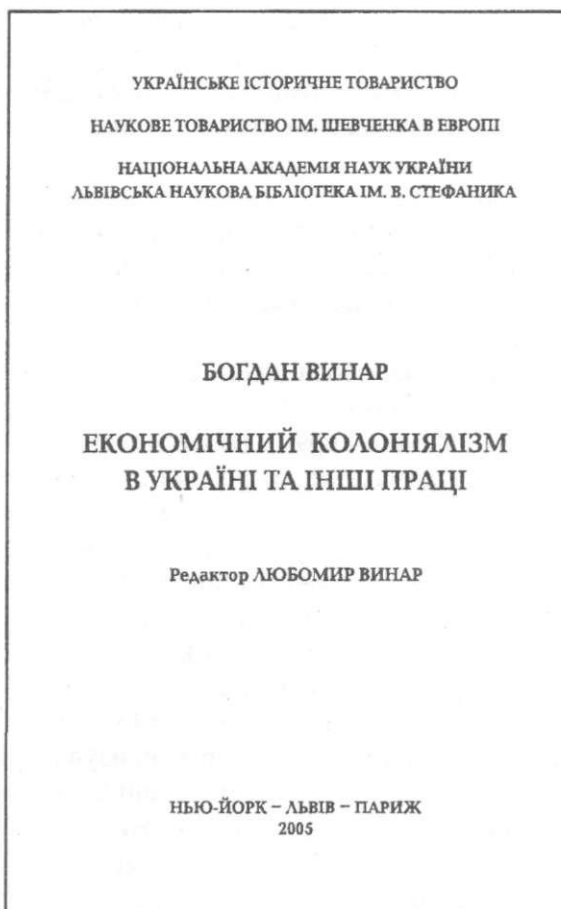 УКРАЇНСЬКЕ ІСТОРИЧНЕ ТОВАРИСТВО
НАУКОВЕ ТОВАРИСТВО ІМ. ШЕВЧЕНКА В ЕВРОПІ
НАЦІОНАЛЬНА АКАДЕМІЯ НАУК УКРАЇНИ
ЛЬВІВСЬКА НАУКОВА БІБЛІОТЕКА ІМ. В. СТЕФАНИКА
БОГДАН ВИНАР
ЕКОНОМІЧНИЙ КОЛОНІЯЛІЗМ
В УКРАЇНІ ТА ІНШІ ПРАЦІ
Редактор ЛЮБОМИР ВИНАР
НЬЮ-ЙОРК – ЛЬВІВ – ПАРИЖ
2005